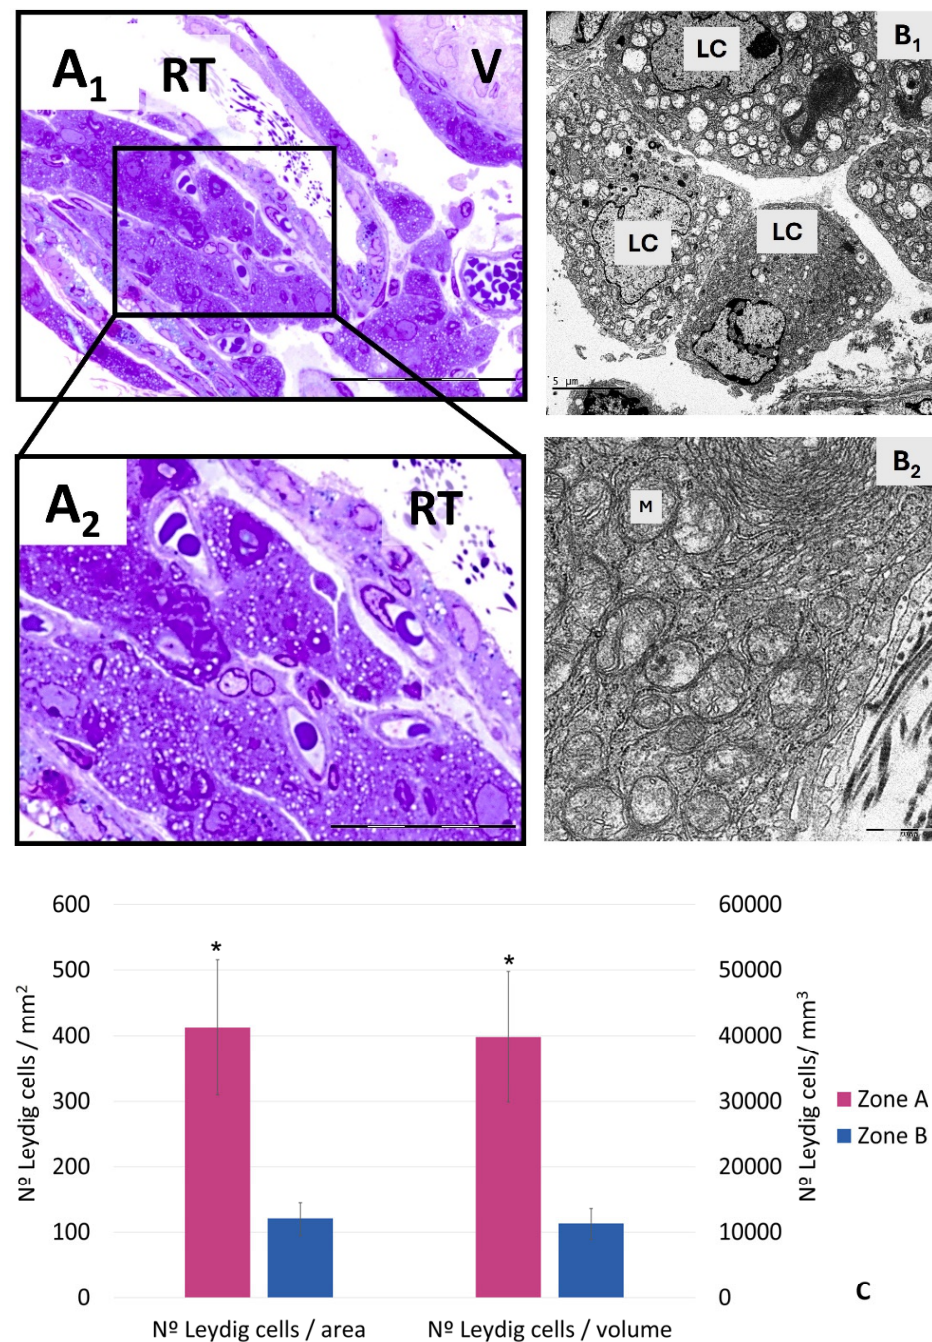 A1
RT
V
LC
B1
LC
LC
5 µm
A2
RT
M
B2
600
500
400
300
200
100
0
Nº Leydig cells / mm²
60000
50000
40000
30000
20000
10000
0
Nº Leydig cells/ mm³
*
*
Zone A
Zone B
Nº Leydig cells / area
Nº Leydig cells / volume
C